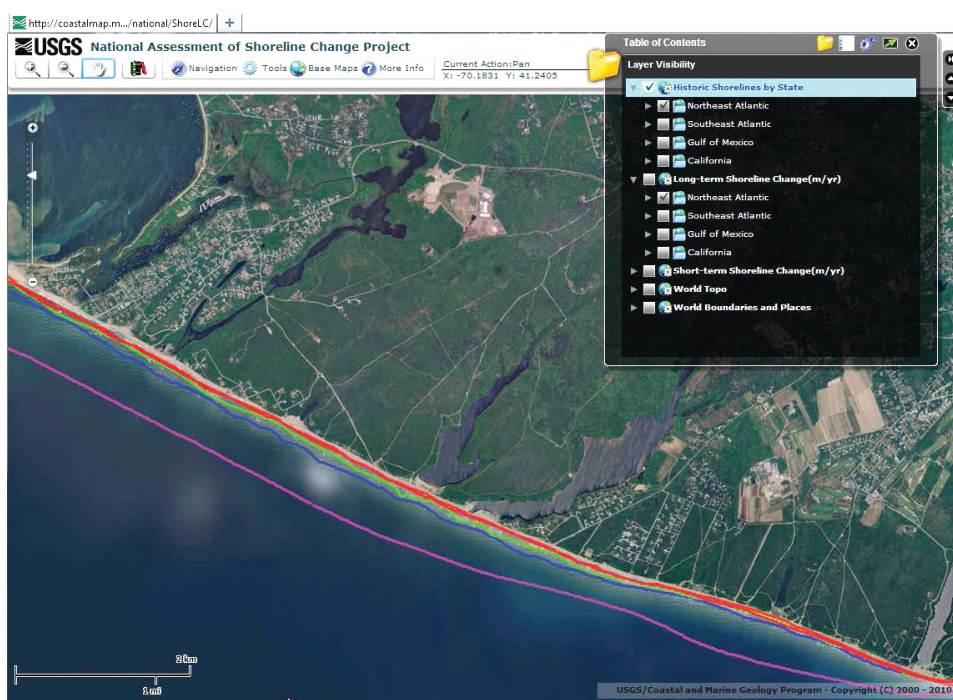 http://coastalmap.m.../national/ShoreLC/
+
USGS National Assessment of Shoreline Change Project
Navigation Tools Base Maps More Info
Current Action:Pan
X: -70.1831 Y: 41.2405
Table of Contents
Layer Visibility
Historic Shorelines by State
Northeast Atlantic
Southeast Atlantic
Gulf of Mexico
California
Long-term Shoreline Change(m/yr)
Northeast Atlantic
Southeast Atlantic
Gulf of Mexico
California
Short-term Shoreline Change(m/yr)
World Topo
World Boundaries and Places
2 km
1 mi
USGS/Coastal and Marine Geology Program - Copyright (C) 2000 - 2010